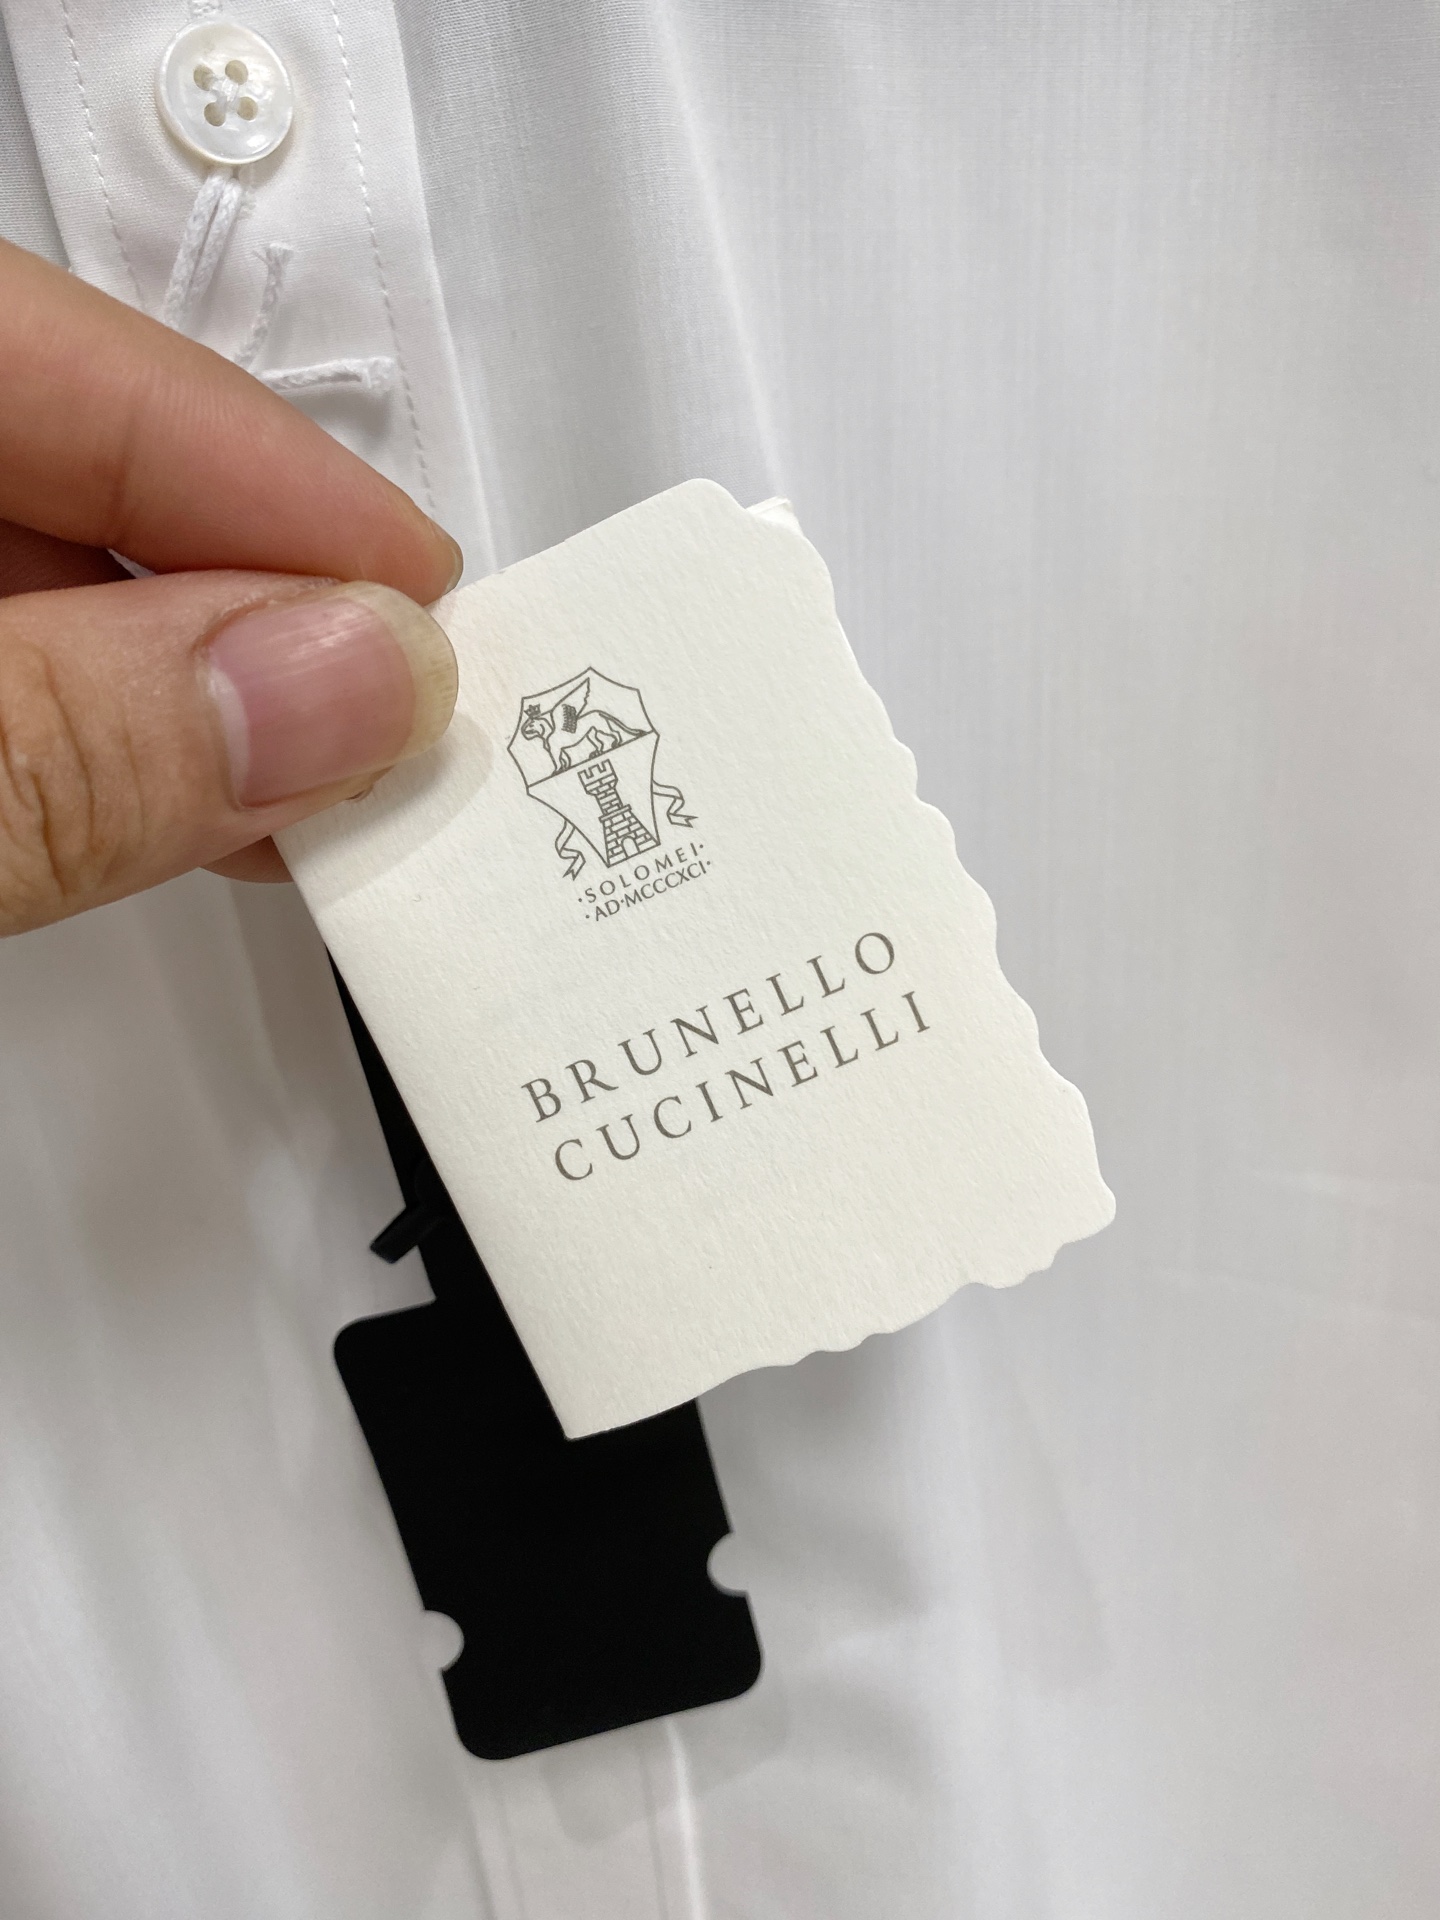 ·SOLOMEI·
·AD·MCCCXCI·
BRUNELLO
CUCINELLI